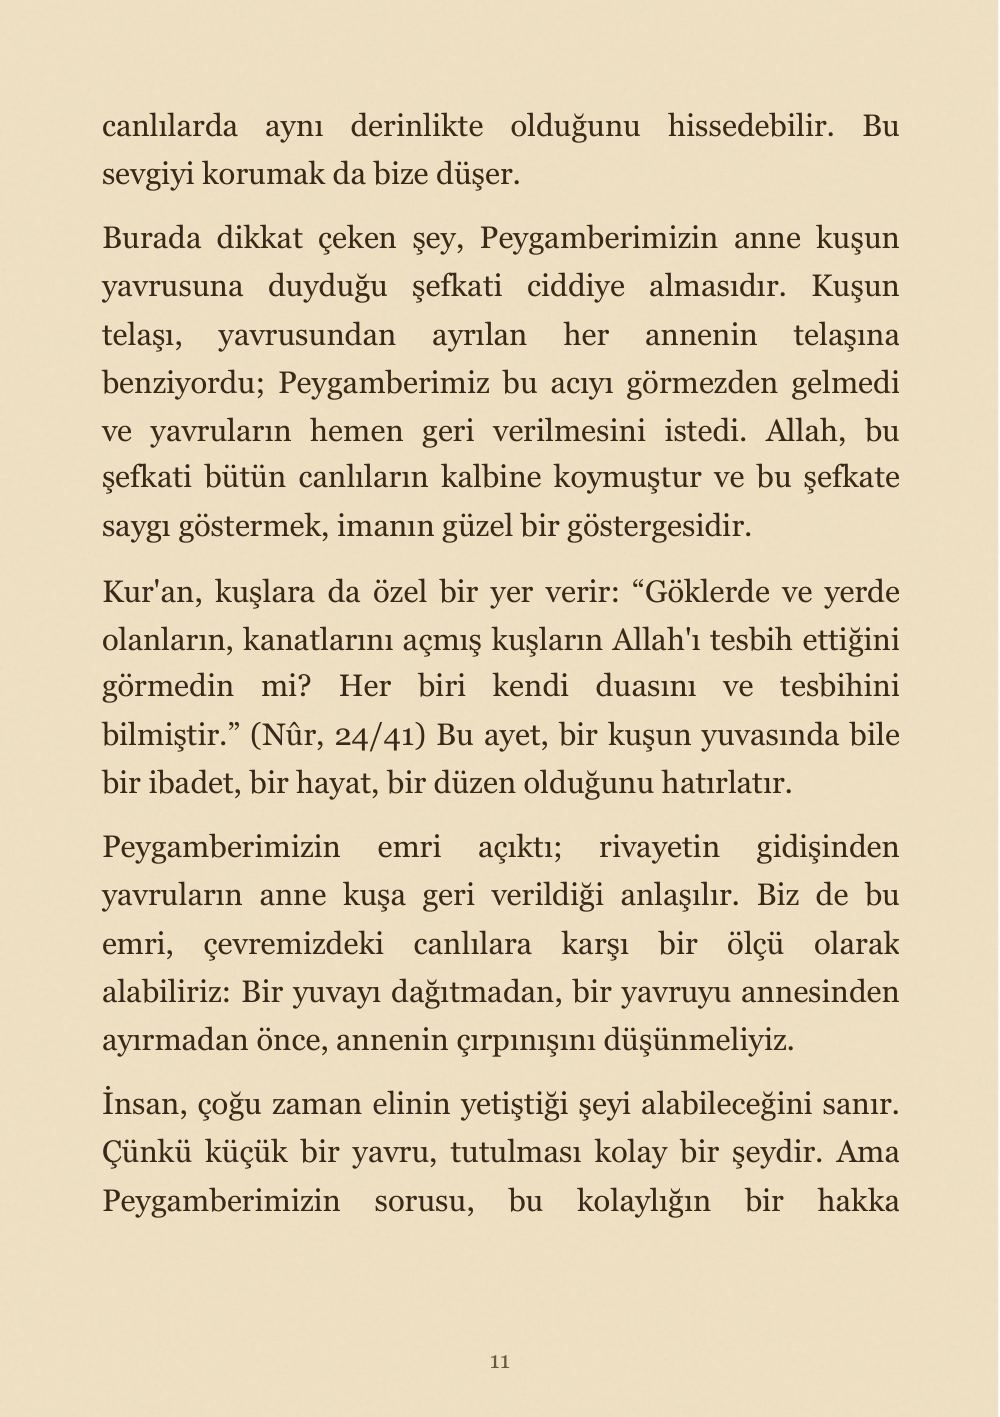 canlılarda aynı derinlikte olduğunu hissedebilir. Bu
sevgiyi korumak da bize düşer.
Burada dikkat çeken şey, Peygamberimizin anne kuşun
yavrusuna duyduğu şefkati ciddiye almasıdır. Kuşun
telaşı, yavrusundan ayrılan her annenin telaşına
benziyordu; Peygamberimiz bu acıyı görmezden gelmedi
ve yavruların hemen geri verilmesini istedi. Allah, bu
şefkati bütün canlıların kalbine koymuştur ve bu şefkate
saygı göstermek, imanın güzel bir göstergesidir.
Kur'an, kuşlara da özel bir yer verir: “Göklerde ve yerde
olanların, kanatlarını açmış kuşların Allah'ı tesbih ettiğini
görmedin mi? Her biri kendi duasını ve tesbihini
bilmiştir.” (Nûr, 24/41) Bu ayet, bir kuşun yuvasında bile
bir ibadet, bir hayat, bir düzen olduğunu hatırlatır.
Peygamberimizin emri açıktı; rivayetin gidişinden
yavruların anne kuşa geri verildiği anlaşılır. Biz de bu
emri, çevremizdeki canlılara karşı bir ölçü olarak
alabiliriz: Bir yuvayı dağıtmadan, bir yavruyu annesinden
ayırmadan önce, annenin çırpınışını düşünmeliyiz.
İnsan, çoğu zaman elinin yetiştiği şeyi alabileceğini sanır.
Çünkü küçük bir yavru, tutulması kolay bir şeydir. Ama
Peygamberimizin sorusu, bu kolaylığın bir hakka
11